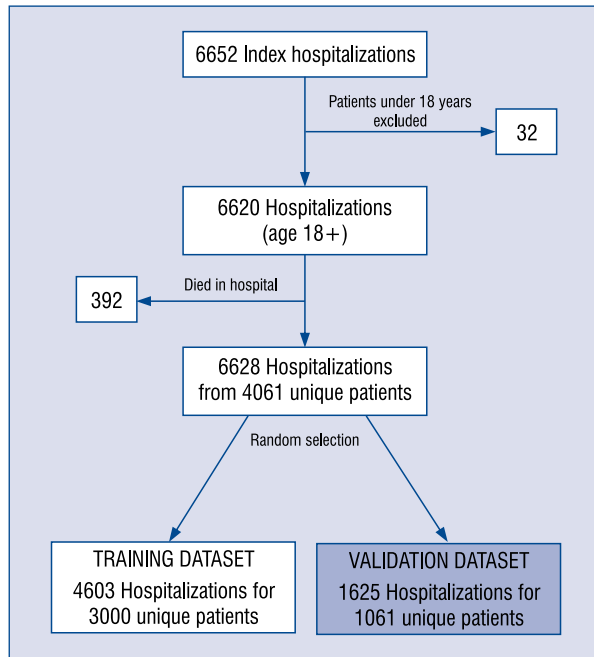 6652 Index hospitalizations
Patients under 18 years
excluded
32
6620 Hospitalizations
(age 18+)
Died in hospital
392
6628 Hospitalizations
from 4061 unique patients
Random selection
TRAINING DATASET
4603 Hospitalizations for
3000 unique patients
VALIDATION DATASET
1625 Hospitalizations for
1061 unique patients